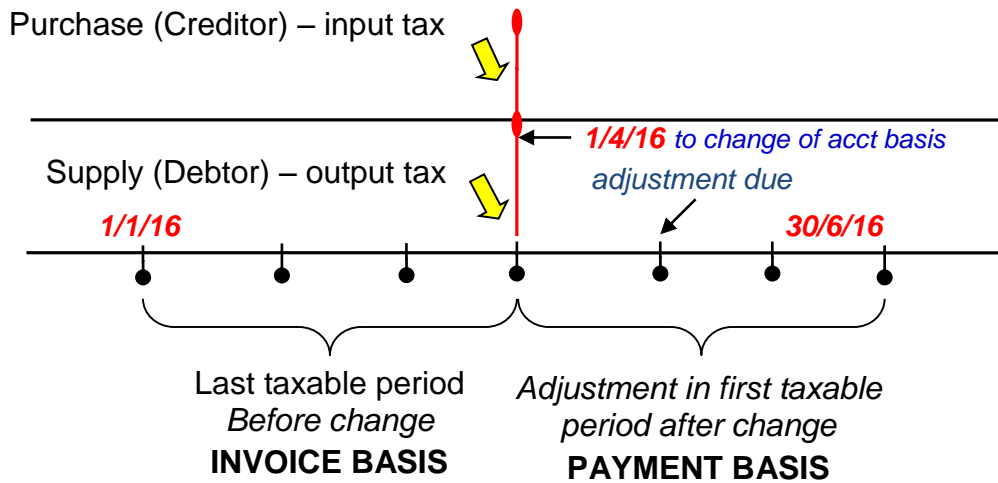 Purchase (Creditor) – input tax
1/4/16 to change of acct basis
Supply (Debtor) – output tax
adjustment due
1/1/16
30/6/16
Last taxable period
Before change
INVOICE BASIS
Adjustment in first taxable
period after change
PAYMENT BASIS